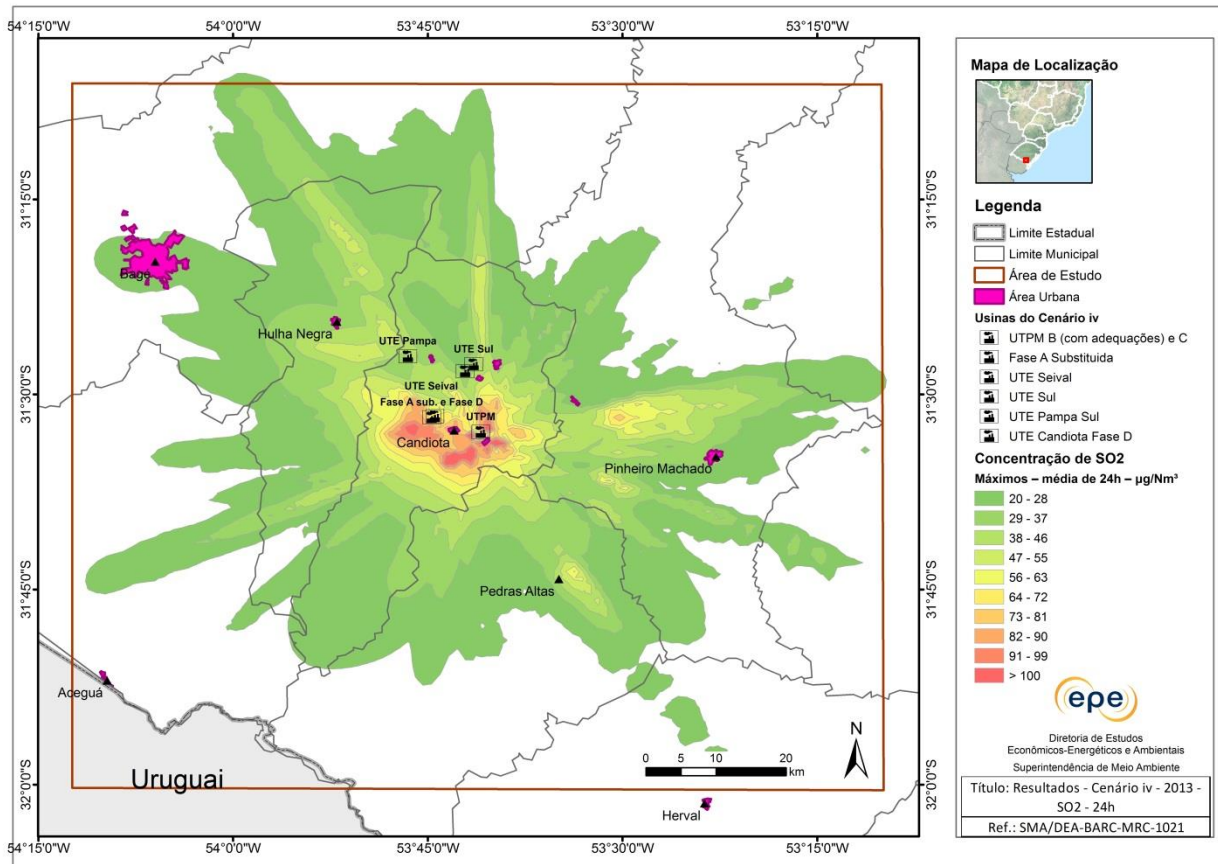 54°15'0"W 54°0'0"W 53°45'0"W 53°30'0"W 53°15'0"W
31°15'0"S 31°15'0"S
31°30'0"S 31°30'0"S
31°45'0"S 31°45'0"S
32°0'0"S 32°0'0"S
Bagé
Hulha Negra
UTE Pampa
UTE Sul
UTE Seival
Fase A sub. e Fase D
UTPM
Candiota
Pinheiro Machado
Pedras Altas
Aceguá
Uruguai
Herval
N
0 5 10 20
km
54°15'0"W 54°0'0"W 53°45'0"W 53°30'0"W 53°15'0"W
Mapa de Localização
Legenda
Limite Estadual
Limite Municipal
Área de Estudo
Área Urbana
Usinas do Cenário iv
UTPM B (com adequações) e C
Fase A Substituida
UTE Seival
UTE Sul
UTE Pampa Sul
UTE Candiota Fase D
Concentração de SO2
Máximos – média de 24h – µg/Nm³
20 - 28
29 - 37
38 - 46
47 - 55
56 - 63
64 - 72
73 - 81
82 - 90
91 - 99
> 100
epe
Diretoria de Estudos
Econômicos-Energéticos e Ambientais
Superintendência de Meio Ambiente
Título: Resultados - Cenário iv - 2013 -
SO2 - 24h
Ref.: SMA/DEA-BARC-MRC-1021